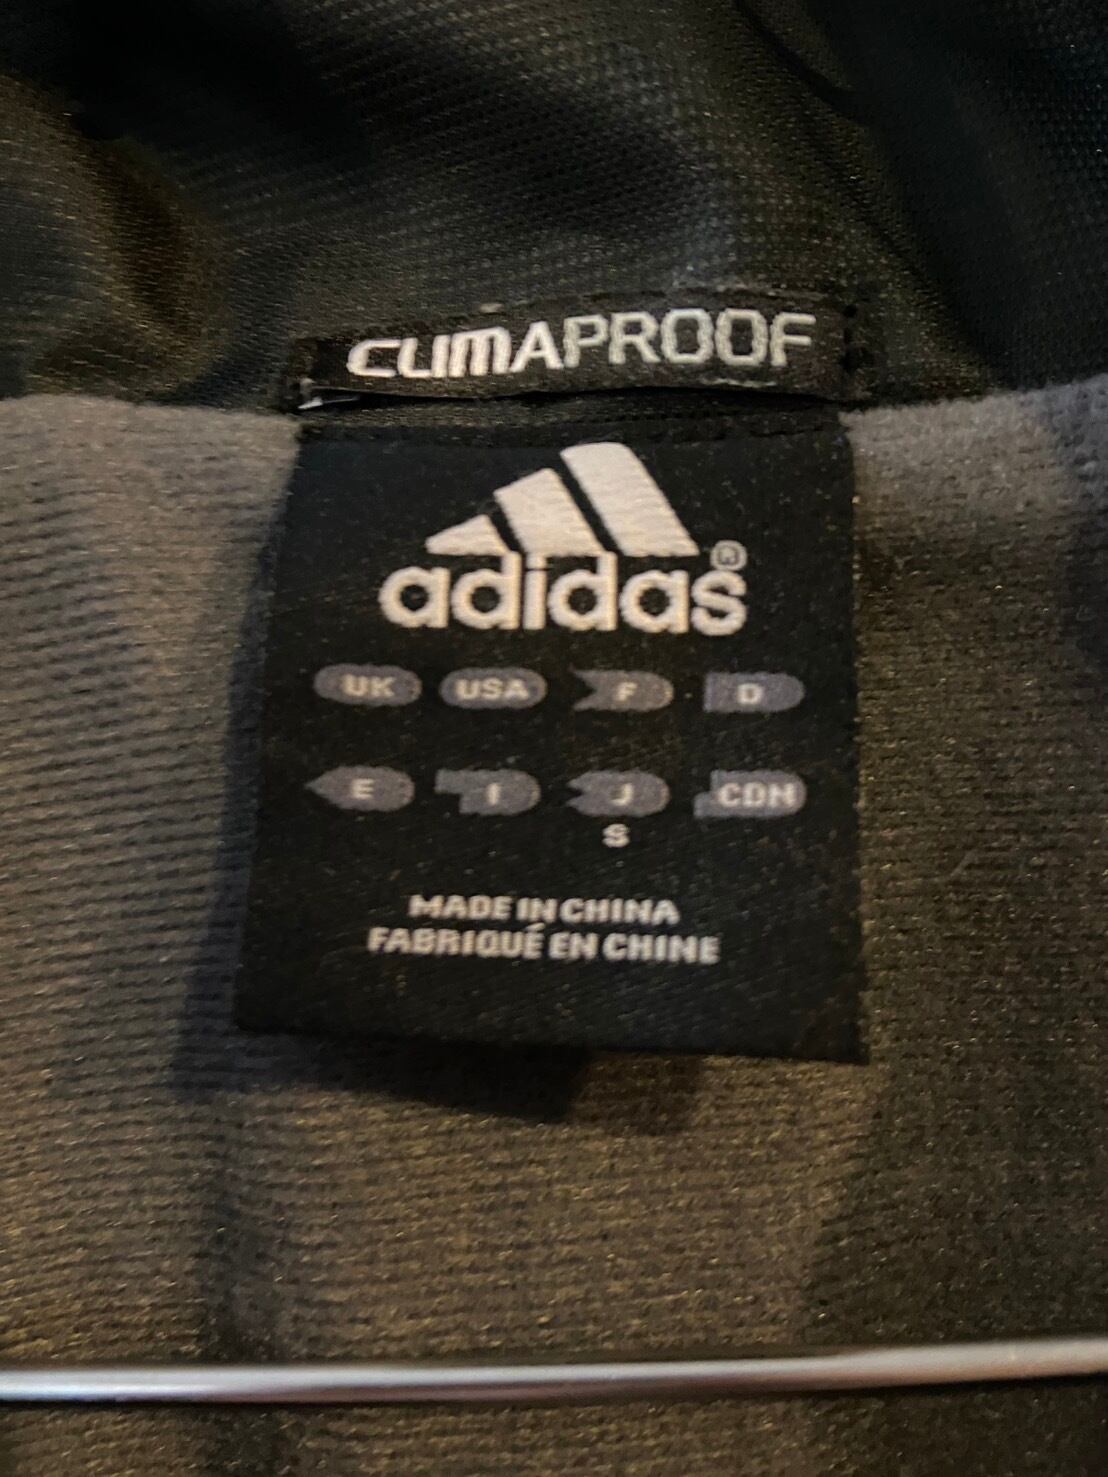 CLIMAPROOF
adidas®
UK USA F D
E I J CDN
S
MADE IN CHINA
FABRIQUÉ EN CHINE